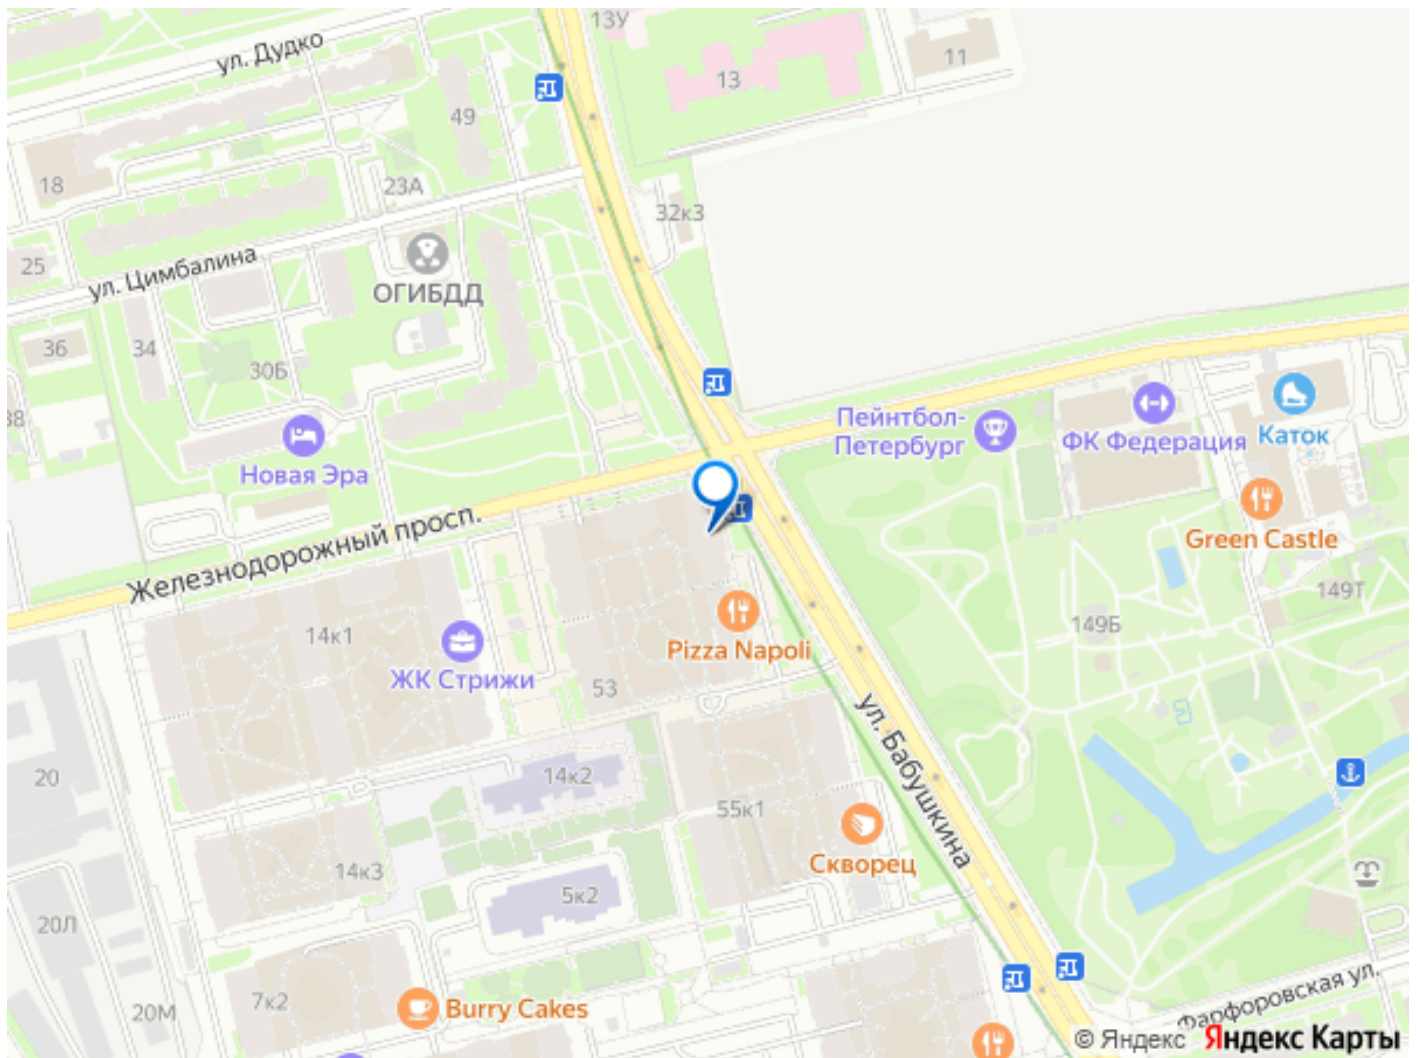 13У
ул. Дудко
13
11
49
18
23А
32к3
25
ул. Цимбалина
ОГИБДД
36
34
30Б
Пейнтбол-
Петербург
ФК Федерация
Каток
38
Новая Эра
Железнодорожный просп.
Green Castle
149Т
14к1
Pizza Napoli
149Б
ЖК Стрижи
53
ул. Бабушкина
20
14к2
55к1
Скворец
14к3
5к2
20Л
7к2
Burry Cakes
20М
Фарфоровская ул.
© Яндекс Яндекс Карты